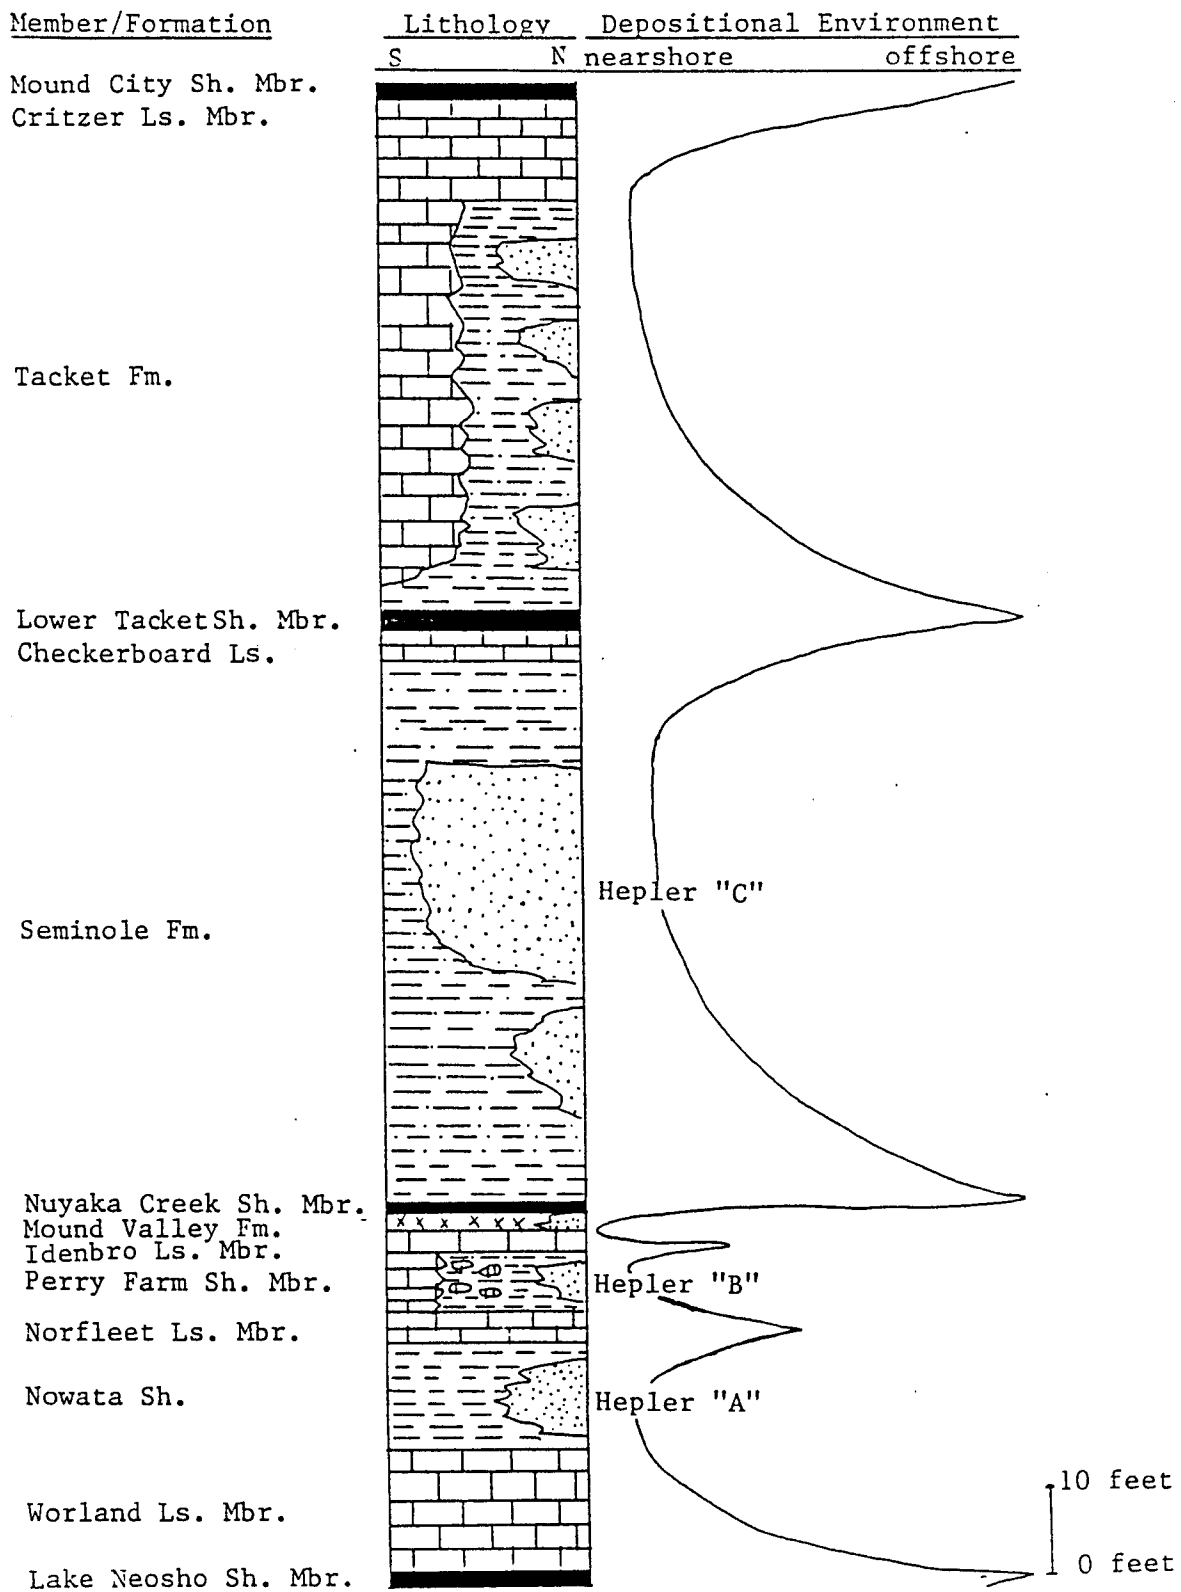 Member/Formation Lithology Depositional Environment
S N nearshore offshore
Mound City Sh. Mbr.
Critzer Ls. Mbr.
Tacket Fm.
Lower Tacket Sh. Mbr.
Checkerboard Ls.
Hepler "C"
Seminole Fm.
Nuyaka Creek Sh. Mbr.
Mound Valley Fm.
Idenbro Ls. Mbr.
Perry Farm Sh. Mbr. Hepler "B"
Norfleet Ls. Mbr.
Nowata Sh. Hepler "A"
10 feet
Worland Ls. Mbr.
0 feet
Lake Neosho Sh. Mbr.